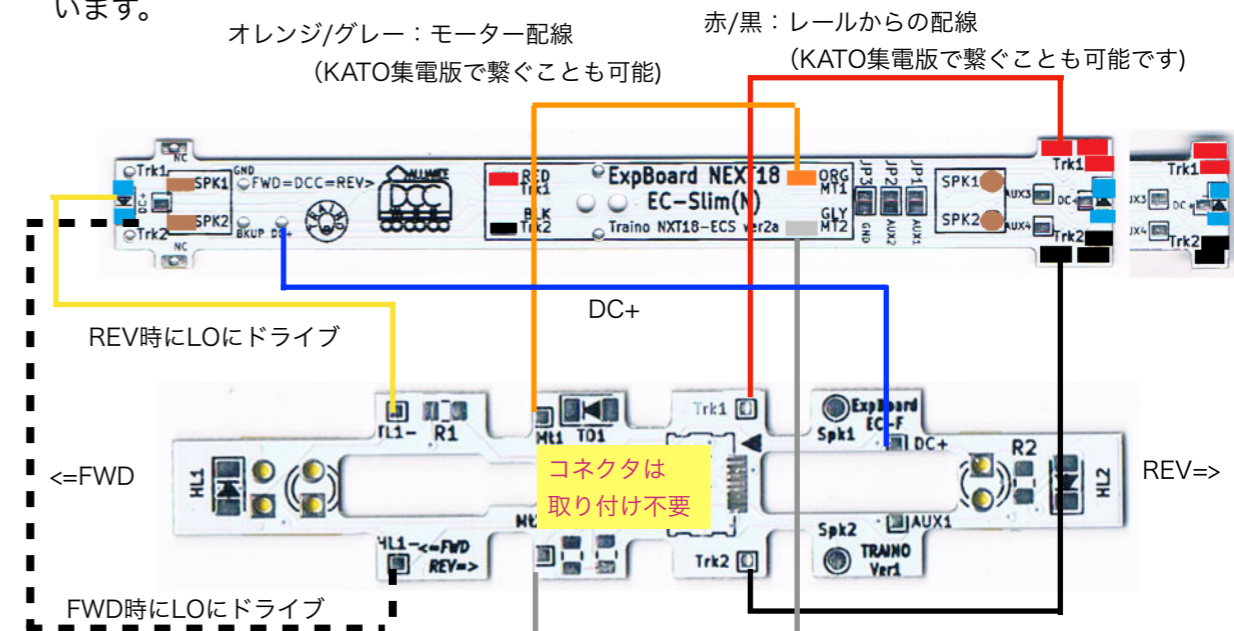 います。
オレンジ/グレー：モーター配線
（KATO集電版で繋ぐことも可能)
赤/黒：レールからの配線
（KATO集電版で繋ぐことも可能です)
NC
Trk1
SPK1
GND
FWD=DCC=REV>
DC+
SPK2
Trk2
NC
BKUP
TRAINO
ALLIANCE
DCC
RED
Trk1
BLK
Trk2
ExpBoard NEXT18
EC-Slim(N)
Traino NXT18-ECS ver2a
ORG
MT1
GLY
MT2
JP3
JP2
JP1
GND
AUX2
AUX1
SPK1
SPK2
AUX3
AUX4
Trk1
DC+
Trk2
Trk1
DC+
Trk2
DC+
REV時にLOにドライブ
<=FWD
REV=>
HL1
R1
Mt1
TO1
コネクタは
取り付け不要
Trk1
Spk1
ExpBoard
EC-F
DC+
R2
HL2
HL1-
<=FWD
REV=>
Trk2
Spk2
AUX1
TRAINO
Ver1
FWD時にLOにドライブ